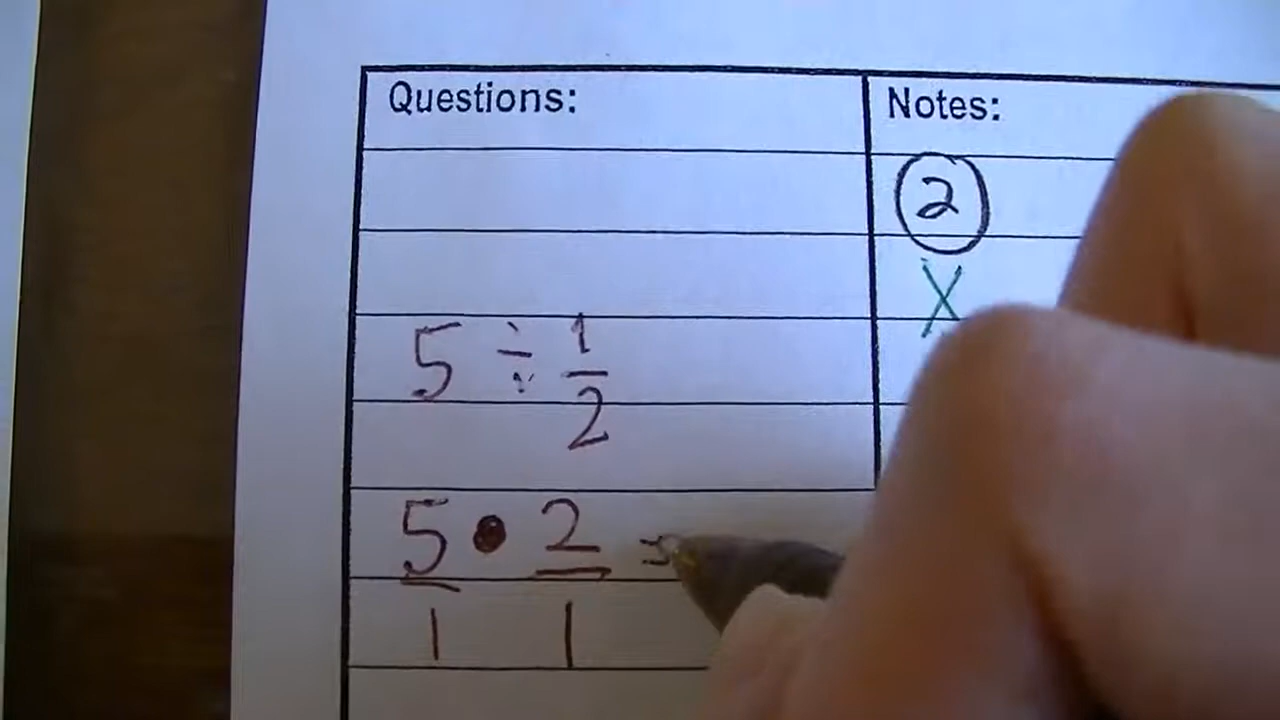 Questions: Notes:
2
X
5 ÷ 1/2
5 • 2 =
1 1